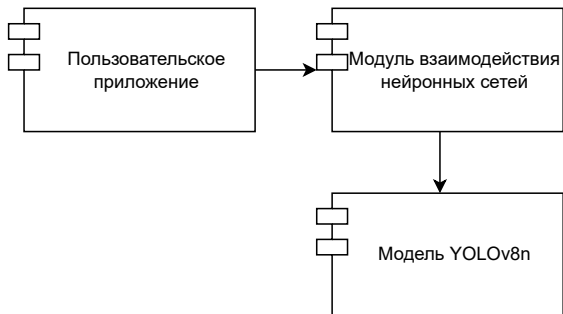 Пользовательское
приложение
Модуль взаимодействия
нейронных сетей
Модель YOLOv8n